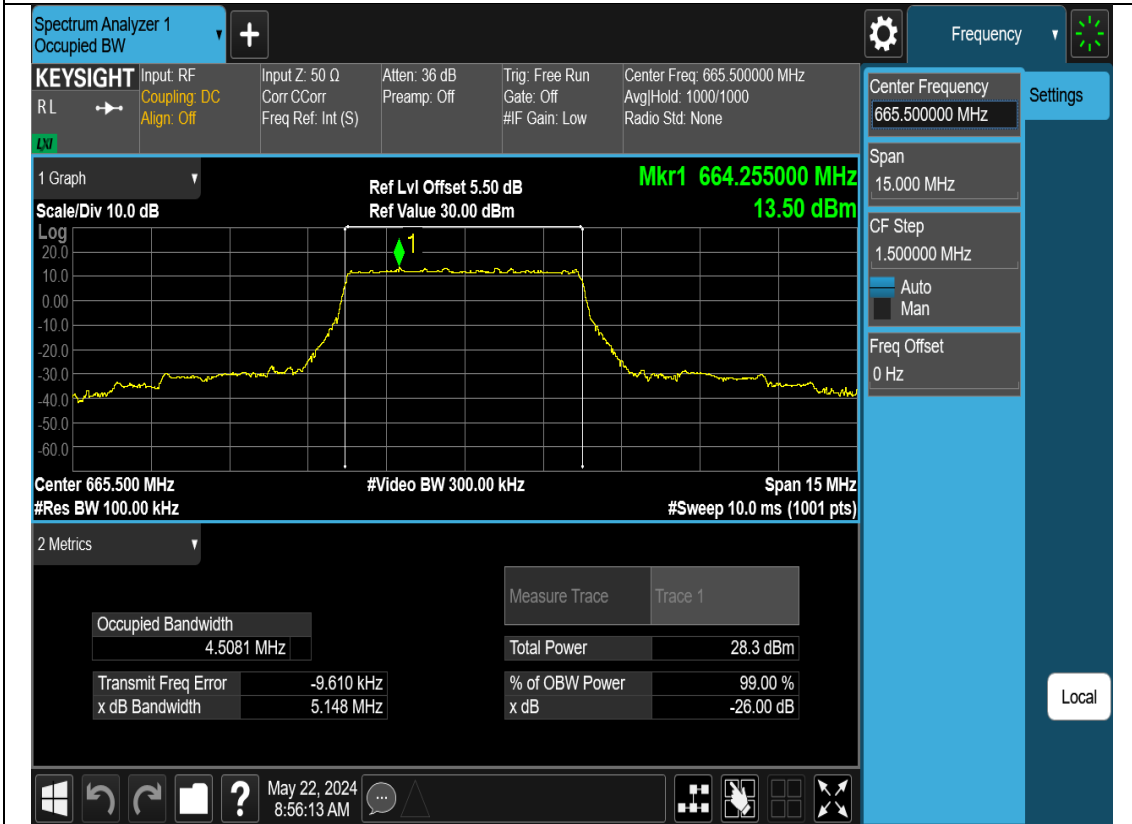 Spectrum Analyzer 1
Occupied BW
+
Frequency
KEYSIGHT
RL
LXI
Input: RF
Coupling: DC
Align: Off
Input Z: 50 Ω
Corr CCorr
Freq Ref: Int (S)
Atten: 36 dB
Preamp: Off
Trig: Free Run
Gate: Off
#IF Gain: Low
Center Freq: 665.500000 MHz
Avg|Hold: 1000/1000
Radio Std: None
Center Frequency
665.500000 MHz
Settings
Span
15.000 MHz
CF Step
1.500000 MHz
Auto
Man
Freq Offset
0 Hz
Local
1 Graph
Scale/Div 10.0 dB
Ref Lvl Offset 5.50 dB
Ref Value 30.00 dBm
Mkr1 664.255000 MHz
13.50 dBm
Log
1
20.0
10.0
0.00
-10.0
-20.0
-30.0
-40.0
-50.0
-60.0
Center 665.500 MHz
#Video BW 300.00 kHz
Span 15 MHz
#Res BW 100.00 kHz
#Sweep 10.0 ms (1001 pts)
2 Metrics
Measure Trace Trace 1
Occupied Bandwidth
4.5081 MHz
Total Power 28.3 dBm
Transmit Freq Error -9.610 kHz
% of OBW Power 99.00 %
x dB Bandwidth 5.148 MHz
x dB -26.00 dB
?
May 22, 2024
8:56:13 AM